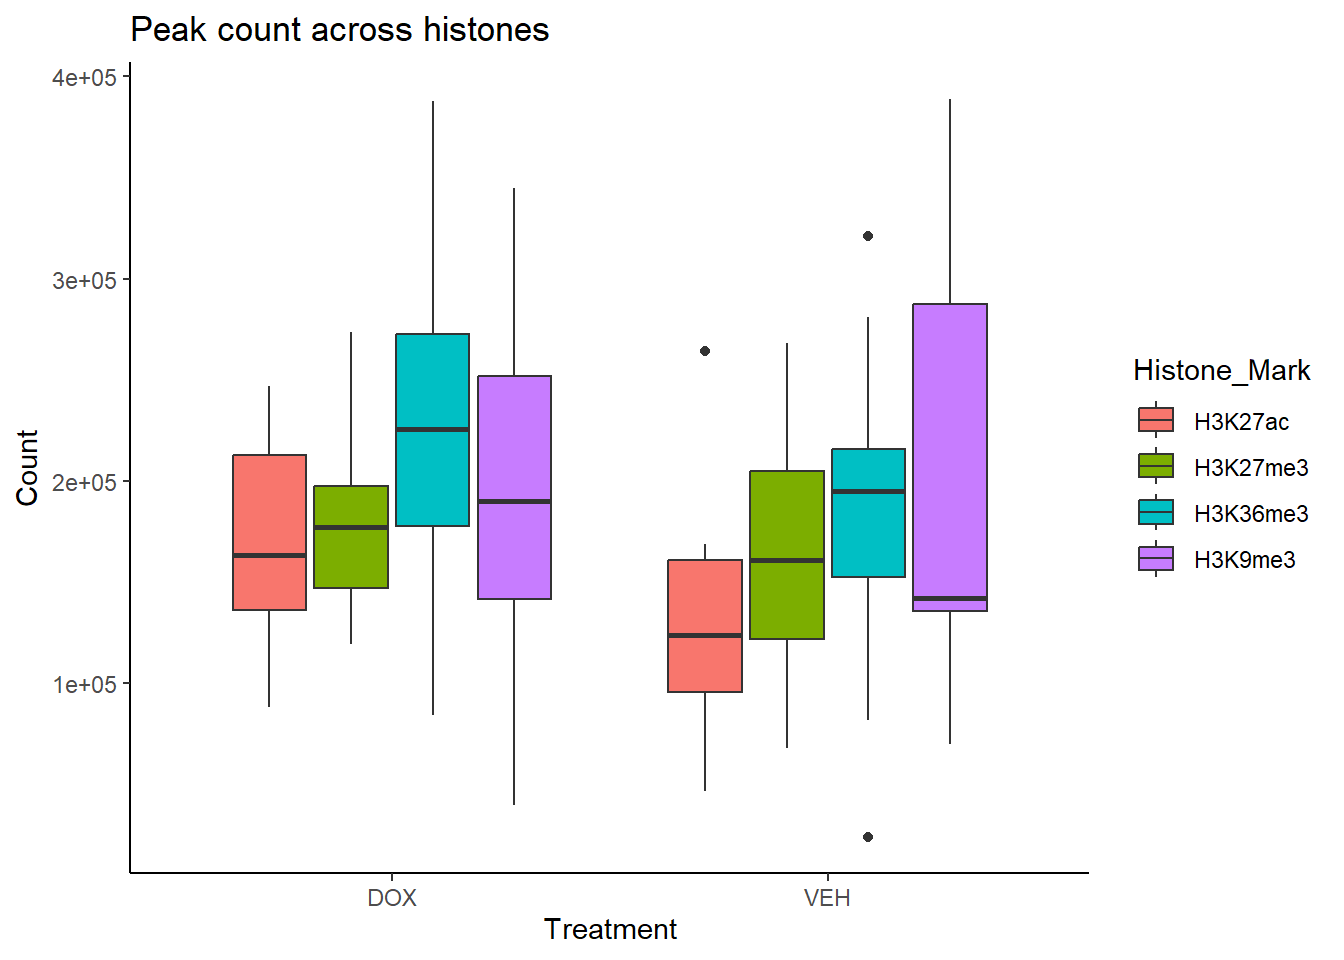 Peak count across histones
4e+05
3e+05
2e+05
1e+05
Count
DOX
VEH
Treatment
Histone_Mark
H3K27ac
H3K27me3
H3K36me3
H3K9me3